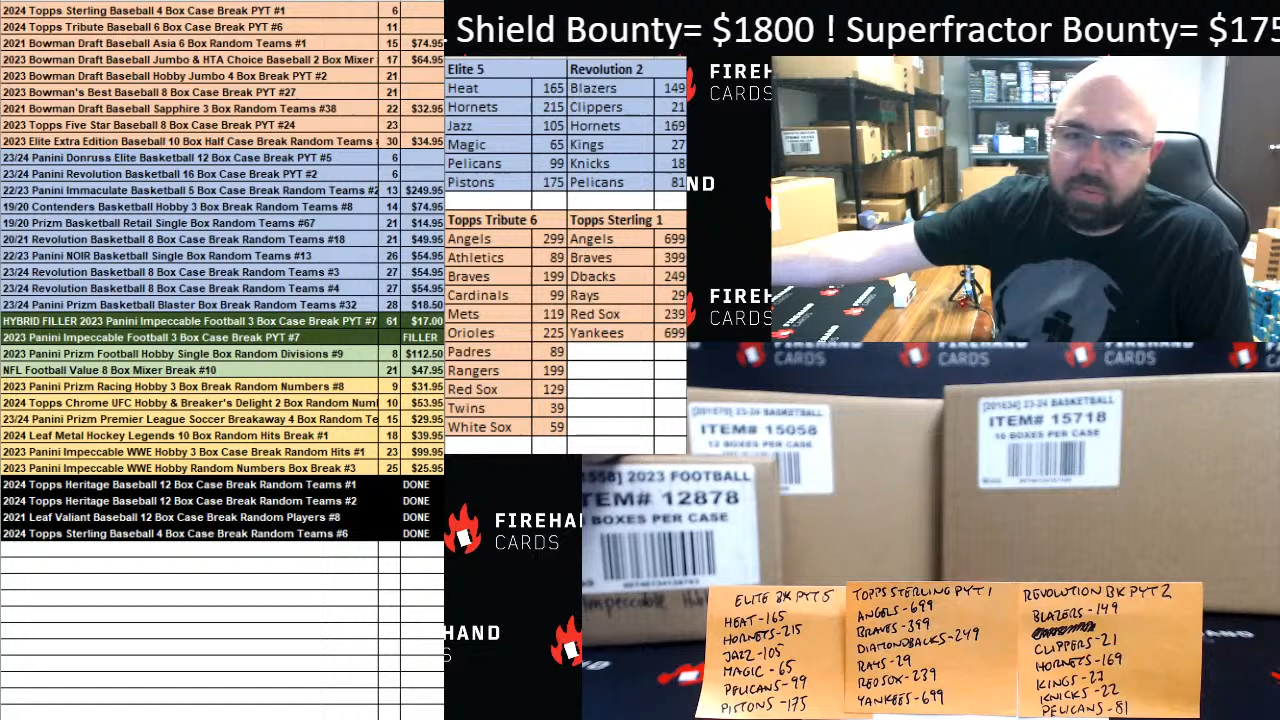 . Shield Bounty= $1800 ! Superfractor Bounty= $175
2024 Topps Sterling Baseball 4 Box Case Break PYT #1 6
2024 Topps Tribute Baseball 6 Box Case Break PYT #6 11
2021 Bowman Draft Baseball Asia 6 Box Random Teams #1 15 $74.95
2023 Bowman Draft Baseball Jumbo & HTA Choice Baseball 2 Box Mixer 17 $64.95
2023 Bowman Draft Baseball Hobby Jumbo 4 Box Break PYT #2 21
2023 Bowman's Best Baseball 8 Box Case Break PYT #27 21
2021 Bowman Draft Baseball Sapphire 3 Box Random Teams #38 22 $32.95
2023 Topps Five Star Baseball 8 Box Case Break PYT #24 23
2023 Elite Extra Edition Baseball 10 Box Half Case Break Random Teams 30 $34.95
23/24 Panini Donruss Elite Basketball 12 Box Case Break PYT #5 6
23/24 Panini Revolution Basketball 16 Box Case Break PYT #2 6
22/23 Panini Immaculate Basketball 5 Box Case Break Random Teams #2 13 $249.95
19/20 Contenders Basketball Hobby 3 Box Random Teams #8 14 $74.95
19/20 Prizm Basketball Retail Single Box Random Teams #67 21 $14.95
20/21 Revolution Basketball 8 Box Case Break Random Teams #18 21 $49.95
22/23 Panini NOIR Basketball Single Box Random Teams #13 26 $54.95
23/24 Revolution Basketball 8 Box Case Break Random Teams #3 27 $54.95
23/24 Revolution Basketball 8 Box Case Break Random Teams #4 27 $54.95
23/24 Panini Prizm Basketball Blaster Box Break Random Teams #32 28 $18.50
HYBRID FILLER 2023 Panini Impeccable Football 3 Box Case Break PYT #7 61 $17.00
2023 Panini Impeccable Football 3 Box Case Break PYT #7 FILLER
2023 Panini Prizm Football Hobby Single Box Random Divisions #9 8 $112.50
NFL Football Value 8 Box Mixer Break #10 21 $47.95
2023 Panini Prizm Racing Hobby 3 Box Break Random Numbers #8 9 $31.95
2024 Topps Chrome UFC Hobby & Breaker's Delight 2 Box Random Numl 10 $53.95
23/24 Panini Prizm Premier League Soccer Breakaway 4 Box Random Te 15 $29.95
2024 Leaf Metal Hockey Legends 10 Box Random Hits Break #1 18 $39.95
2023 Panini Impeccable WWE Hobby 3 Box Case Break Random Hits #1 23 $99.95
2023 Panini Impeccable WWE Hobby Random Numbers Box Break #3 25 $25.95
2024 Topps Heritage Baseball 12 Box Case Break Random Teams #1 DONE
2024 Topps Heritage Baseball 12 Box Case Break Random Teams #2 DONE
2021 Leaf Valiant Baseball 12 Box Case Break Random Players #8 DONE
2024 Topps Sterling Baseball 4 Box Case Break Random Teams #6 DONE
Elite 5 Revolution 2
Heat 165 Blazers 149
Hornets 215 Clippers 21
Jazz 105 Hornets 169
Magic 65 Kings 27
Pelicans 99 Knicks 18
Pistons 175 Pelicans 81
Topps Tribute 6 Topps Sterling 1
Angels 299 Angels 699
Athletics 89 Braves 399
Braves 199 Dbacks 249
Cardinals 99 Rays 29
Mets 119 Red Sox 239
Orioles 225 Yankees 699
Padres 89
Rangers 199
Red Sox 129
Twins 39
White Sox 59
FIREHA
CARDS
ND
FIREHA
CARDS
FIREHAND
CARDS
FIREHAND
CARDS
FIREHAN
CARDS
HAND
S
[201575] 23-24 BASKETBALL
ITEM# 15058
12 BOXES PER CASE
[201634] 23-24 BASKETBALL
ITEM# 15718
16 BOXES PER CASE
558] 2023 FOOTBALL
TEM# 12878
BOXES PER CASE
Impeccable
ELITE BK PYT 5
HEAT-165
HORNETS-215
JAZZ-105
MAGIC-65
PELICANS-99
PISTONS-175
TOPPS STERLING PYT 1
ANGELS-699
BRAVES-399
DIAMONDBACKS-249
RAYS-29
RED SOX-239
YANKEES-699
REVOLUTION BK PYT 2
BLAZERS-149
CLIPPERS-21
HORNETS-169
KINGS-27
KNICKS-22
PELICANS-81